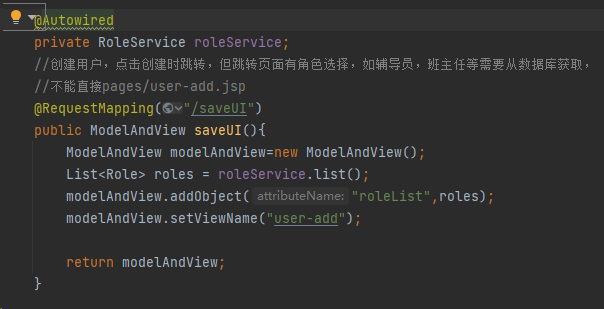 @Autowired
private RoleService roleService;
//创建用户，点击创建时跳转，但跳转页面有角色选择，如辅导员，班主任等需要从数据库获取，
//不能直接pages/user-add.jsp
@RequestMapping("/saveUI")
public ModelAndView saveUI(){
ModelAndView modelAndView=new ModelAndView();
List<Role> roles = roleService.list();
modelAndView.addObject( attributeName: "roleList",roles);
modelAndView.setViewName("user-add");
return modelAndView;
}